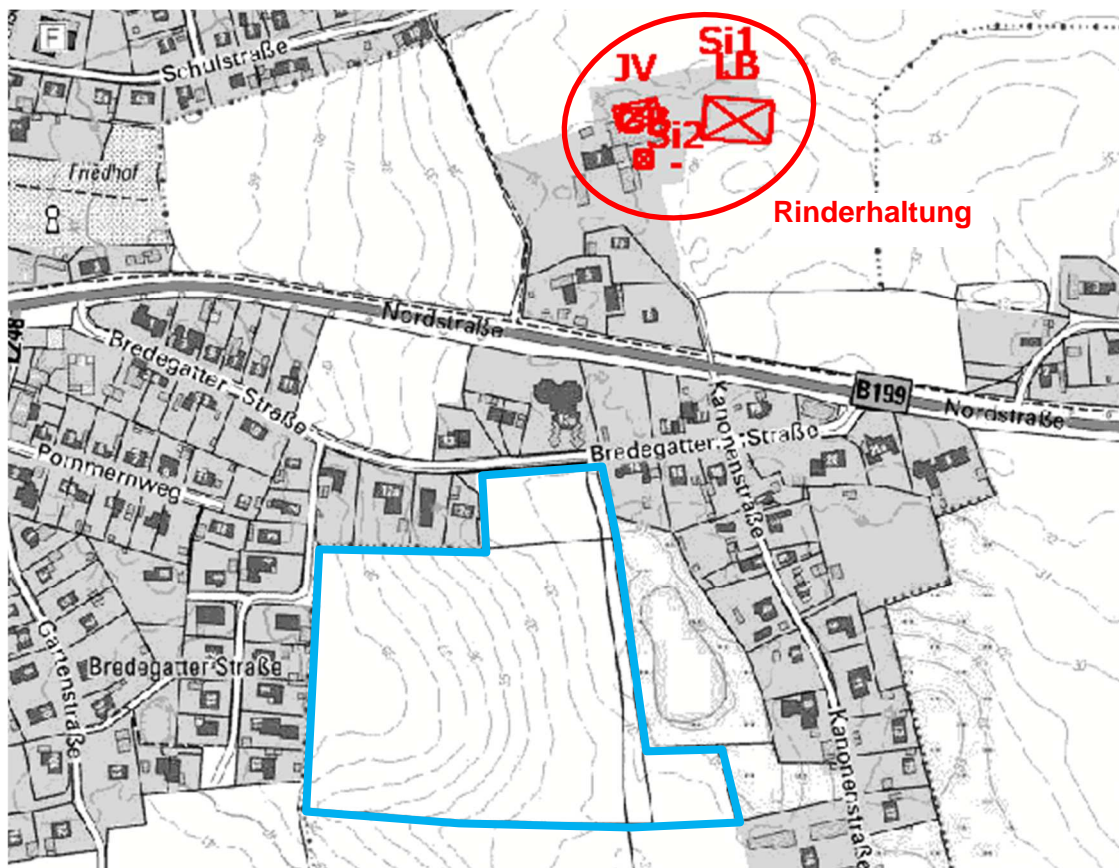 F
Schulstraße
Si1
JV
LB
Si2
-
Friedhof
Rinderhaltung
Nordstraße
B199
Nordstraße
Bredegatter Straße
Kanonenstraße
Bredegatter Straße
Pommernweg
Gartenstraße
Bredegatter Straße
Kanonenstraße